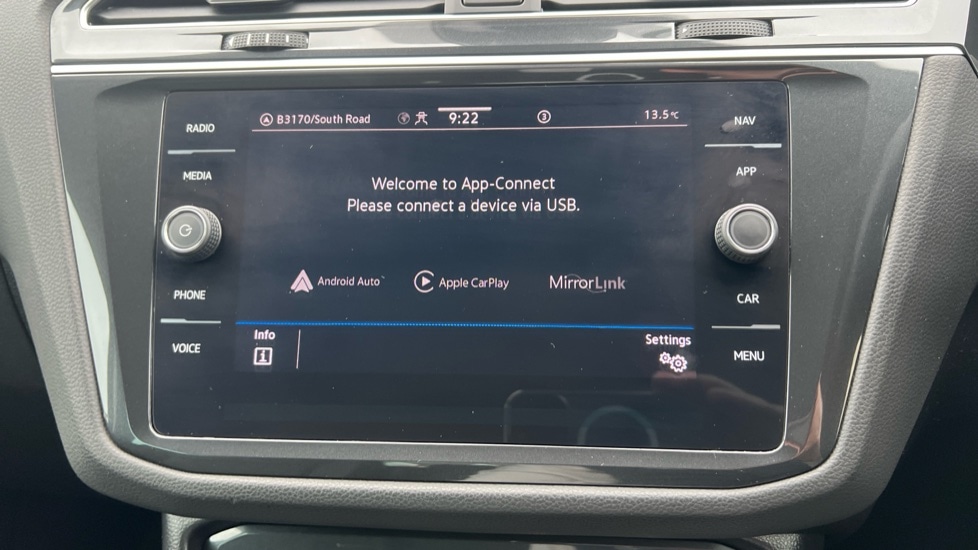 B3170/South Road 9:22 3 13.5°C
RADIO
MEDIA
PHONE
VOICE
Welcome to App-Connect
Please connect a device via USB.
Android Auto Apple CarPlay MirrorLink
Info
i
Settings
NAV
APP
CAR
MENU